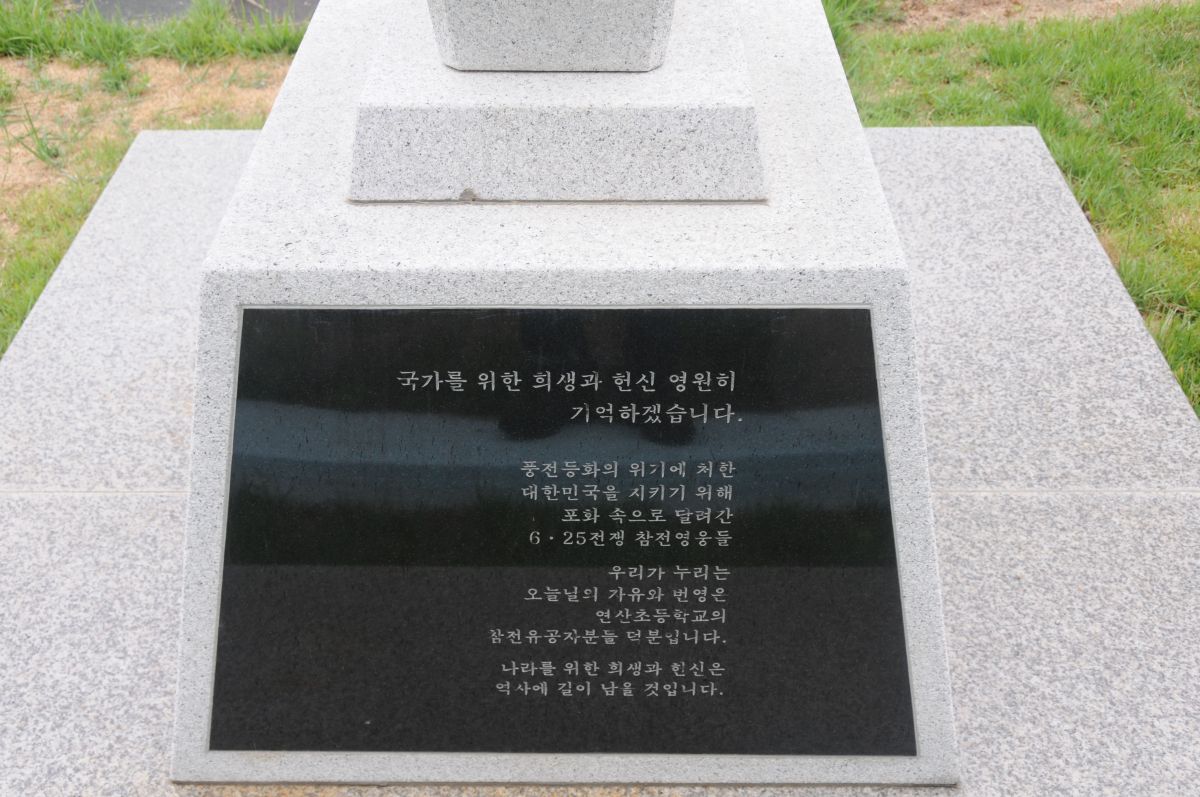 국가를 위한 희생과 헌신 영원히
기억하겠습니다.
풍전등화의 위기에 처한
대한민국을 지키기 위해
포화 속으로 달려간
6·25전쟁 참전영웅들
우리가 누리는
오늘날의 자유와 번영은
연산초등학교의
참전유공자분들 덕분입니다.
나라를 위한 희생과 헌신은
역사에 길이 남을 것입니다.